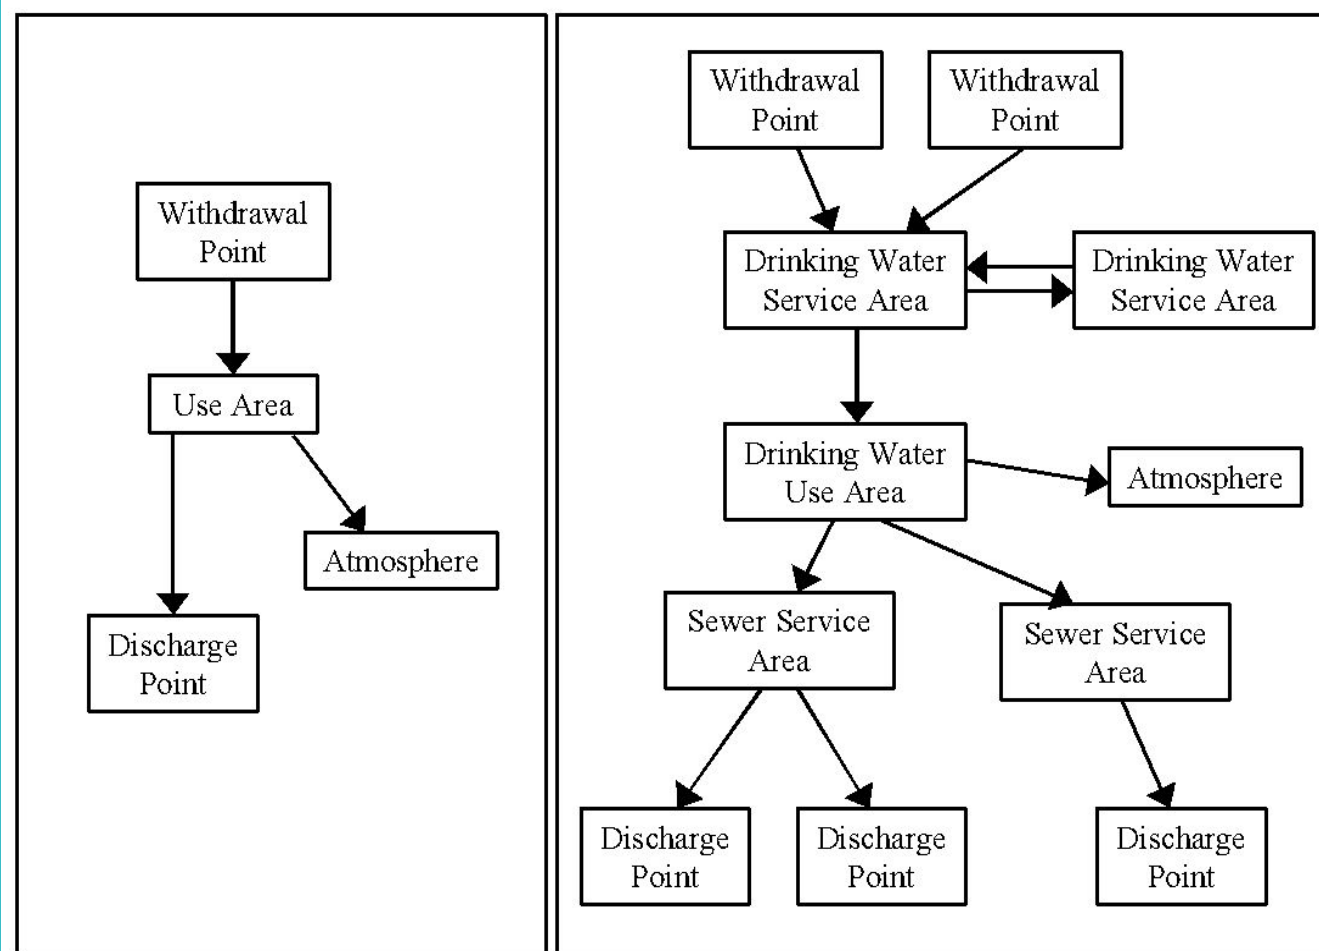 Withdrawal
Point
Use Area
Atmosphere
Discharge
Point
Withdrawal
Point
Withdrawal
Point
Drinking Water
Service Area
Drinking Water
Service Area
Drinking Water
Use Area
Atmosphere
Sewer Service
Area
Sewer Service
Area
Discharge
Point
Discharge
Point
Discharge
Point